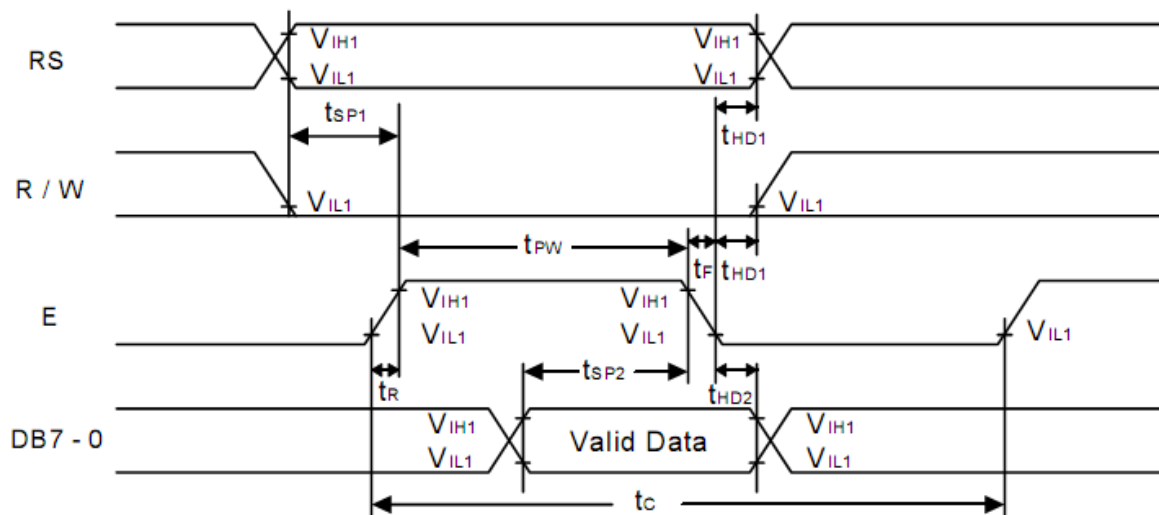 RS
VIH1 VIH1
VIL1 VIL1
tSP1 tHD1
R / W
VIL1 VIL1
tPW tF tHD1
E
VIH1 VIH1
VIL1 VIL1 VIL1
tR tSP2 tHD2
DB7 - 0
VIH1 Valid Data VIH1
VIL1 VIL1
tC